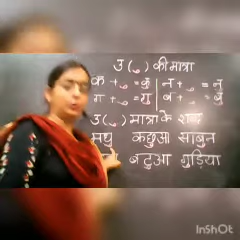 उ ( ु ) की मात्रा
क + ु = कु | न + ु = नु
ग + ु = गु | ब + ु = बु
उ ( ु ) मात्रा के शब्द
मधु कछुआ साबुन
बटुआ गुड़िया
InShOt